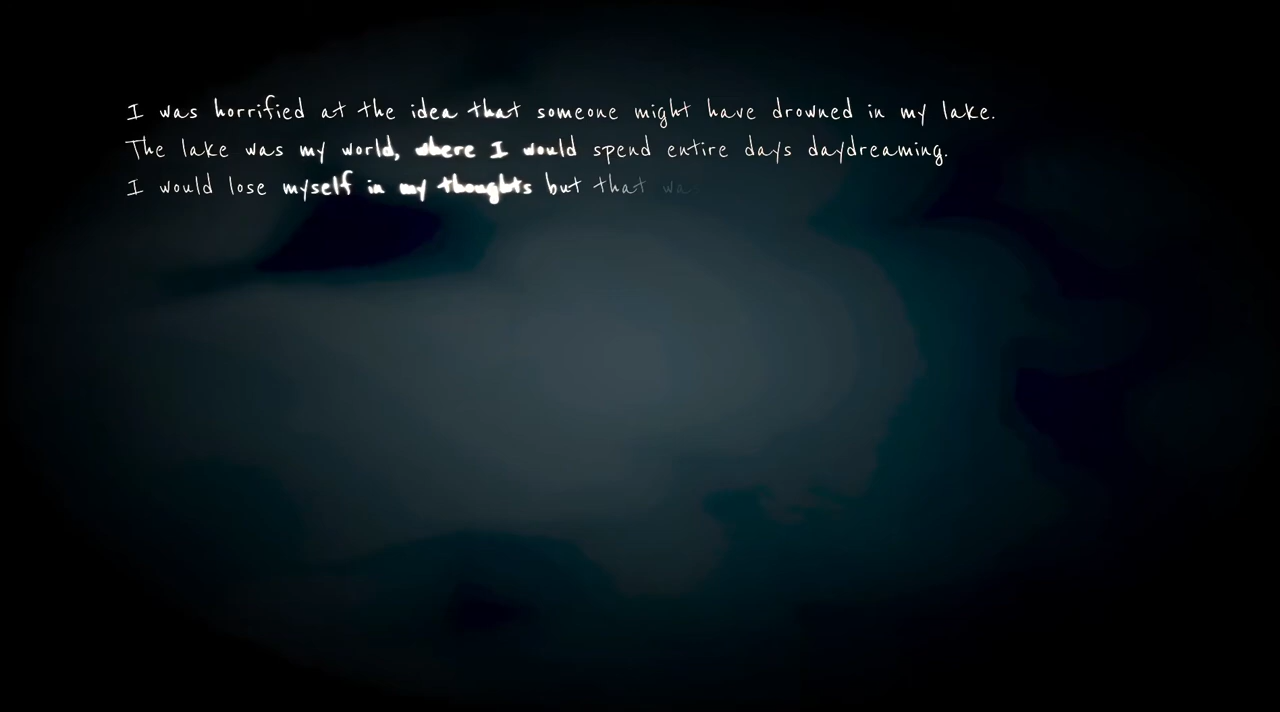 I was horrified at the idea that someone might have drowned in my lake.
The lake was my world, where I would spend entire days daydreaming.
I would lose myself in my thoughts but that